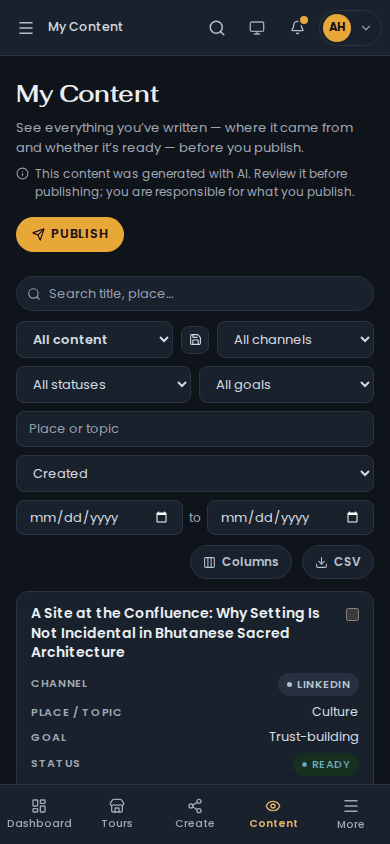 My Content
AH
My Content
See everything you've written — where it came from
and whether it's ready — before you publish.
This content was generated with AI. Review it before
publishing; you are responsible for what you publish.
PUBLISH
Search title, place…
All content
All channels
All statuses
All goals
Place or topic
Created
mm/dd/yyyy to mm/dd/yyyy
Columns
CSV
A Site at the Confluence: Why Setting Is
Not Incidental in Bhutanese Sacred
Architecture
CHANNEL LINKEDIN
PLACE / TOPIC Culture
GOAL Trust-building
STATUS READY
Dashboard Tours Create Content More